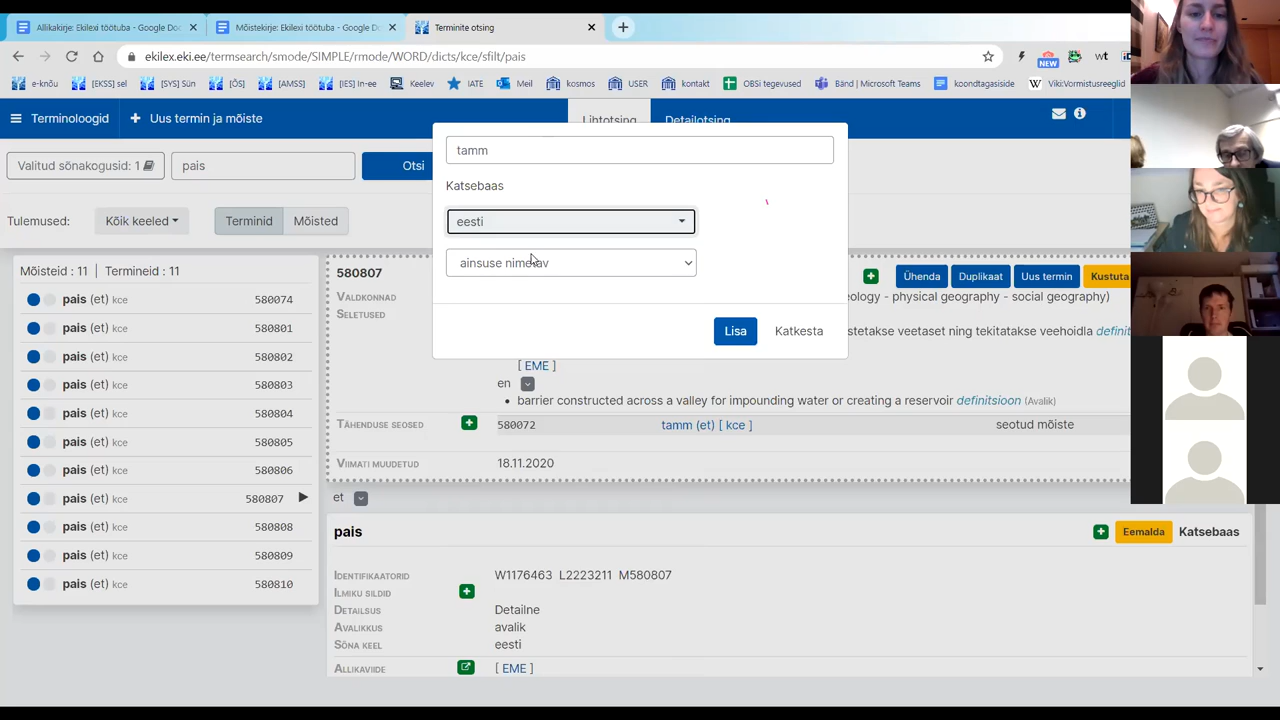 Allikakirje: Ekilexi töötuba - Google Do
Mõistekirje: Ekilexi töötuba - Google Do
Terminite otsing
ekilex.eki.ee/termsearch/smode/SIMPLE/rmode/WORD/dicts/kce/sfilt/pais
NEW
wt
e-knõu
[EKSS] sel
[SY] Sün
[ÕS]
[AMSS]
[IES] In-ee
Keelev.
IATE
Meil
kosmos
USER
kontakt
OBSi tegevused
Bänd | Microsoft Teams
koondtagasiside
Viki:Vormistusreeglid
Terminoloogid
Uus termin ja mõiste
Lihtotsing
Detailotsing
Valitud sõnakogusid: 1
pais
Otsi
tamm
Katsebaas
eesti
ainsuse nimetav
Lisa
Katkesta
Tulemused:
Kõik keeled
Terminid
Mõisted
Mõisteid : 11 | Termineid : 11
pais (et) kce 580074
pais (et) kce 580801
pais (et) kce 580802
pais (et) kce 580803
pais (et) kce 580804
pais (et) kce 580805
pais (et) kce 580806
pais (et) kce 580807
pais (et) kce 580808
pais (et) kce 580809
pais (et) kce 580810
580807
Ühenda
Duplikaat
Uus termin
Kustuta
VALDKONNAD
eology - physical geography - social geography)
SELETUSED
stetakse veetaset ning tekitatakse veehoidla definit
[ EME ]
en
• barrier constructed across a valley for impounding water or creating a reservoir definitsioon (Avalik)
TÄHENDUSE SEOSED
580072
tamm (et) [ kce ]
seotud mõiste
VIIMATI MUUDETUD
18.11.2020
et
pais
Eemalda
Katsebaas
IDENTIFIKAATORID
W1176463 L2223211 M580807
ILMIKU SILDID
DETAILSUS
Detailne
AVALIKKUS
avalik
SÕNA KEEL
eesti
ALLIKAVIIDE
[ EME ]